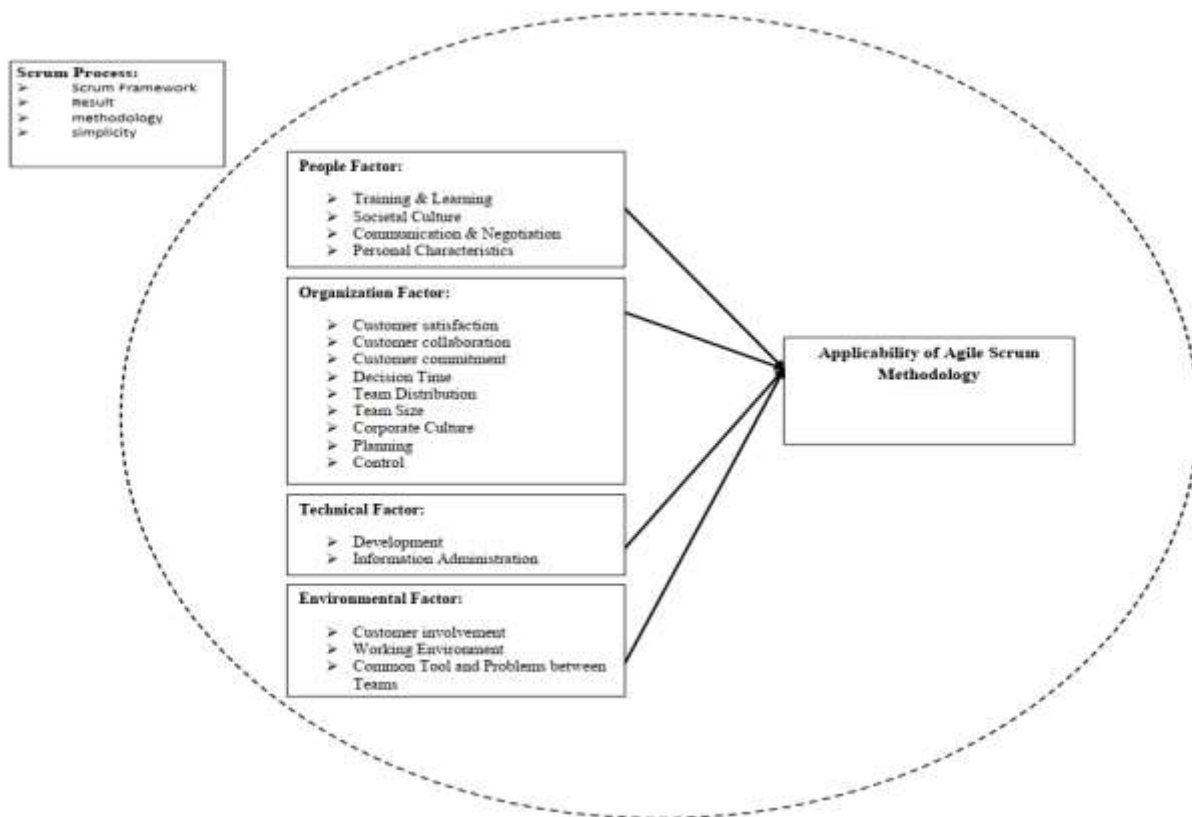 Scrum Process:
➢ Scrum Framework
➢ Result
➢ methodology
➢ simplicity
People Factor:
➢ Training & Learning
➢ Societal Culture
➢ Communication & Negotiation
➢ Personal Characteristics
Organization Factor:
➢ Customer satisfaction
➢ Customer collaboration
➢ Customer commitment
➢ Decision Time
➢ Team Distribution
➢ Team Size
➢ Corporate Culture
➢ Planning
➢ Control
Technical Factor:
➢ Development
➢ Information Administration
Environmental Factor:
➢ Customer involvement
➢ Working Environment
➢ Common Tool and Problems between
Teams
Applicability of Agile Scrum
Methodology